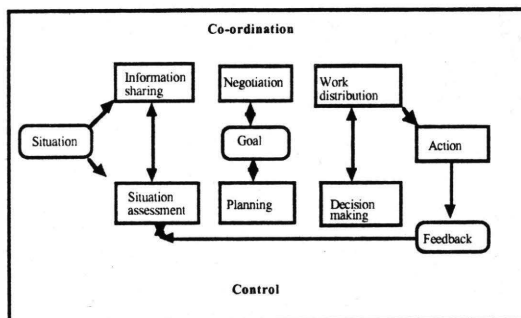 Co-ordination
Information
sharing
Negotiation
Work
distribution
Situation
Goal
Action
Situation
assessment
Planning
Decision
making
Feedback
Control